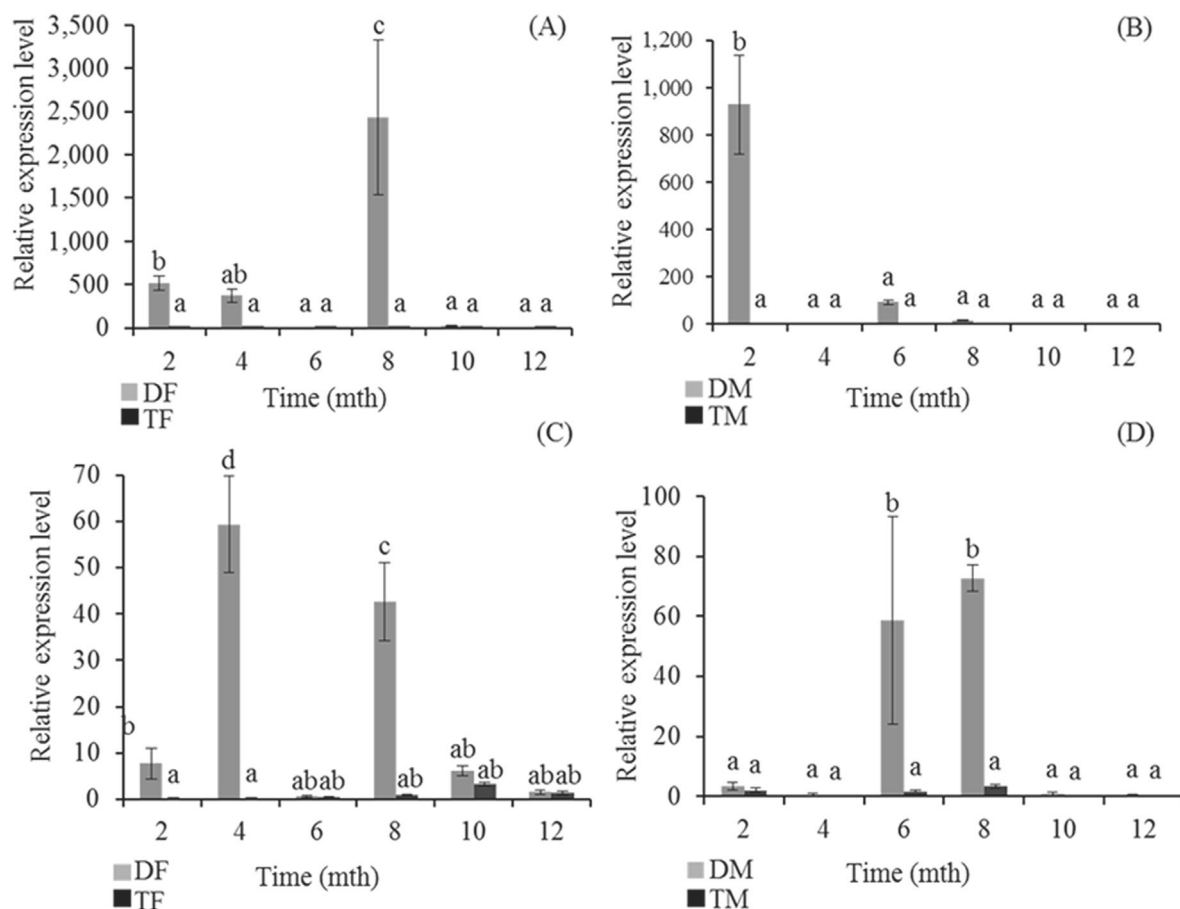 (A)
Relative expression level
3,500
3,000
2,500
2,000
1,500
1,000
500
0
b a ab a a a c a a a a a
2 4 6 8 10 12
Time (mth)
DF
TF
(B)
Relative expression level
1,200
1,000
800
600
400
200
0
b a a a a a a a a a a a
2 4 6 8 10 12
Time (mth)
DM
TM
(C)
Relative expression level
70
60
50
40
30
20
10
0
b a d a ab ab c ab ab ab ab ab
2 4 6 8 10 12
Time (mth)
DF
TF
(D)
Relative expression level
100
80
60
40
20
0
a a a a b a b a a a a a
2 4 6 8 10 12
Time (mth)
DM
TM